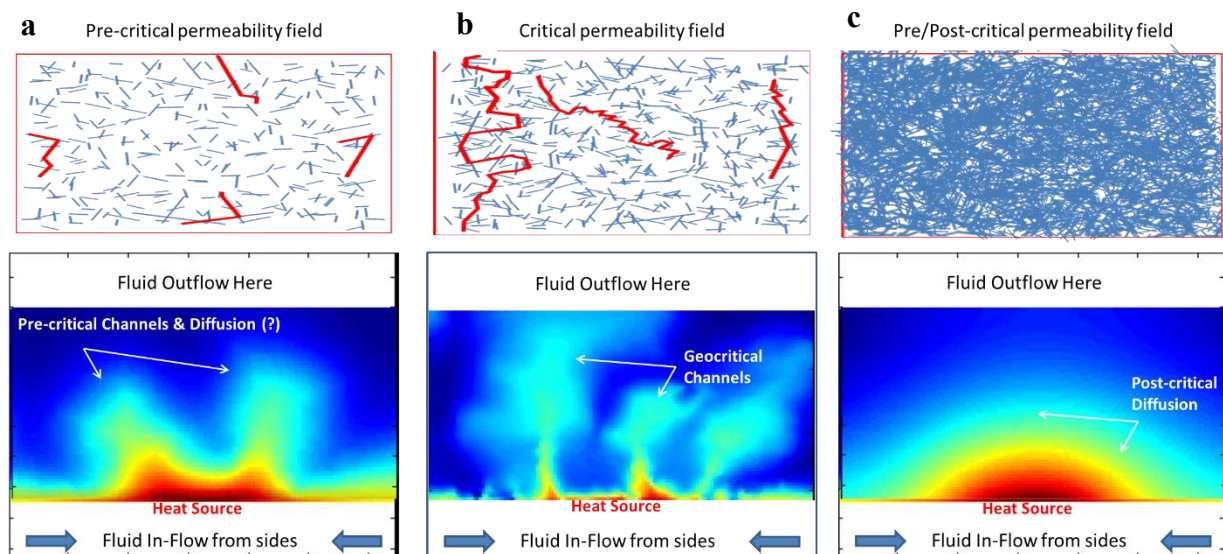 a
Pre-critical permeability field
b
Critical permeability field
c
Pre/Post-critical permeability field
Fluid Outflow Here
Pre-critical Channels & Diffusion (?)
Heat Source
Fluid In-Flow from sides
Fluid Outflow Here
Geocritical
Channels
Fluid In-Flow from sides
Fluid Outflow Here
Post-critical
Diffusion
Heat Source
Fluid In-Flow from sides